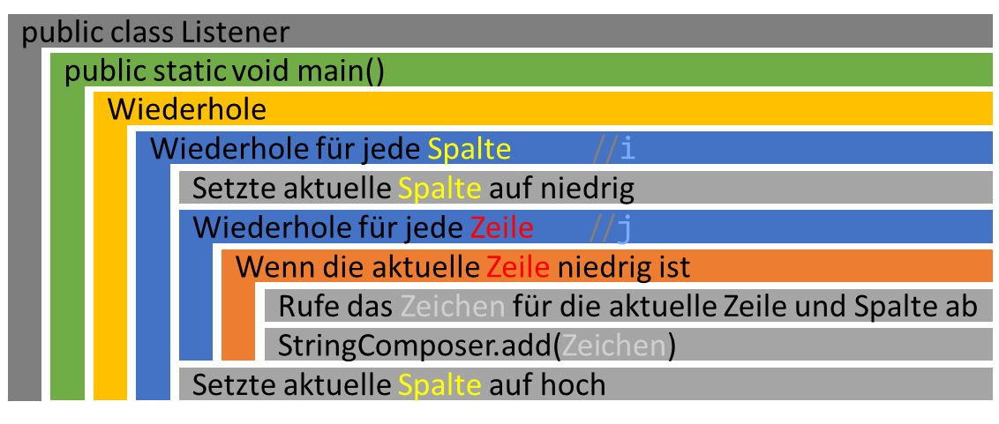 public class Listener
public static void main()
Wiederhole
Wiederhole für jede Spalte //i
Setzte aktuelle Spalte auf niedrig
Wiederhole für jede Zeile //j
Wenn die aktuelle Zeile niedrig ist
Rufe das Zeichen für die aktuelle Zeile und Spalte ab
StringComposer.add(Zeichen)
Setzte aktuelle Spalte auf hoch